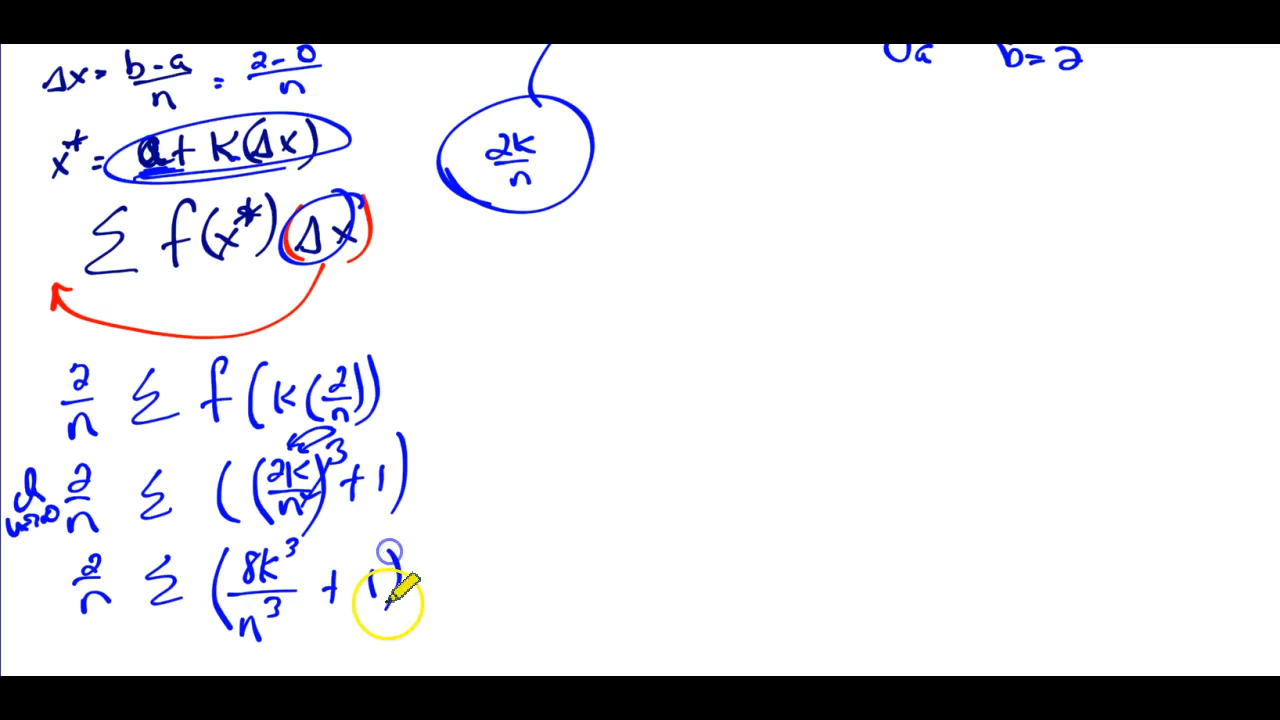 Δx = b-a/n = 2-0/n
a b=2
x* = a + K(Δx)
2K/n
Σ f(x*)(Δx)
2/n Σ f(K(2/n))
2/n Σ ((2K/n)³ + 1)
2/n Σ (8K³/n³ + 1)